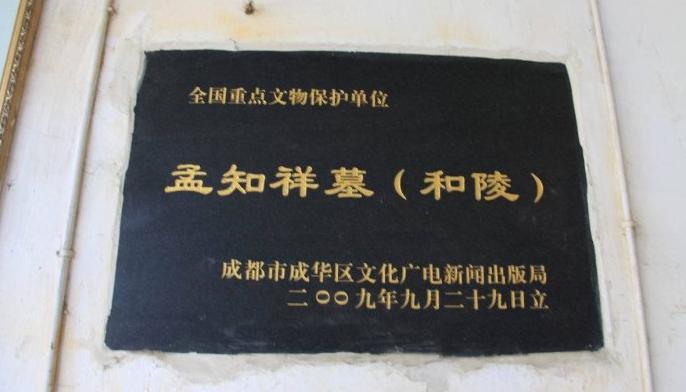 全国重点文物保护单位
孟知祥墓（和陵）
成都市成华区文化广电新闻出版局
二〇〇九年九月二十九日立